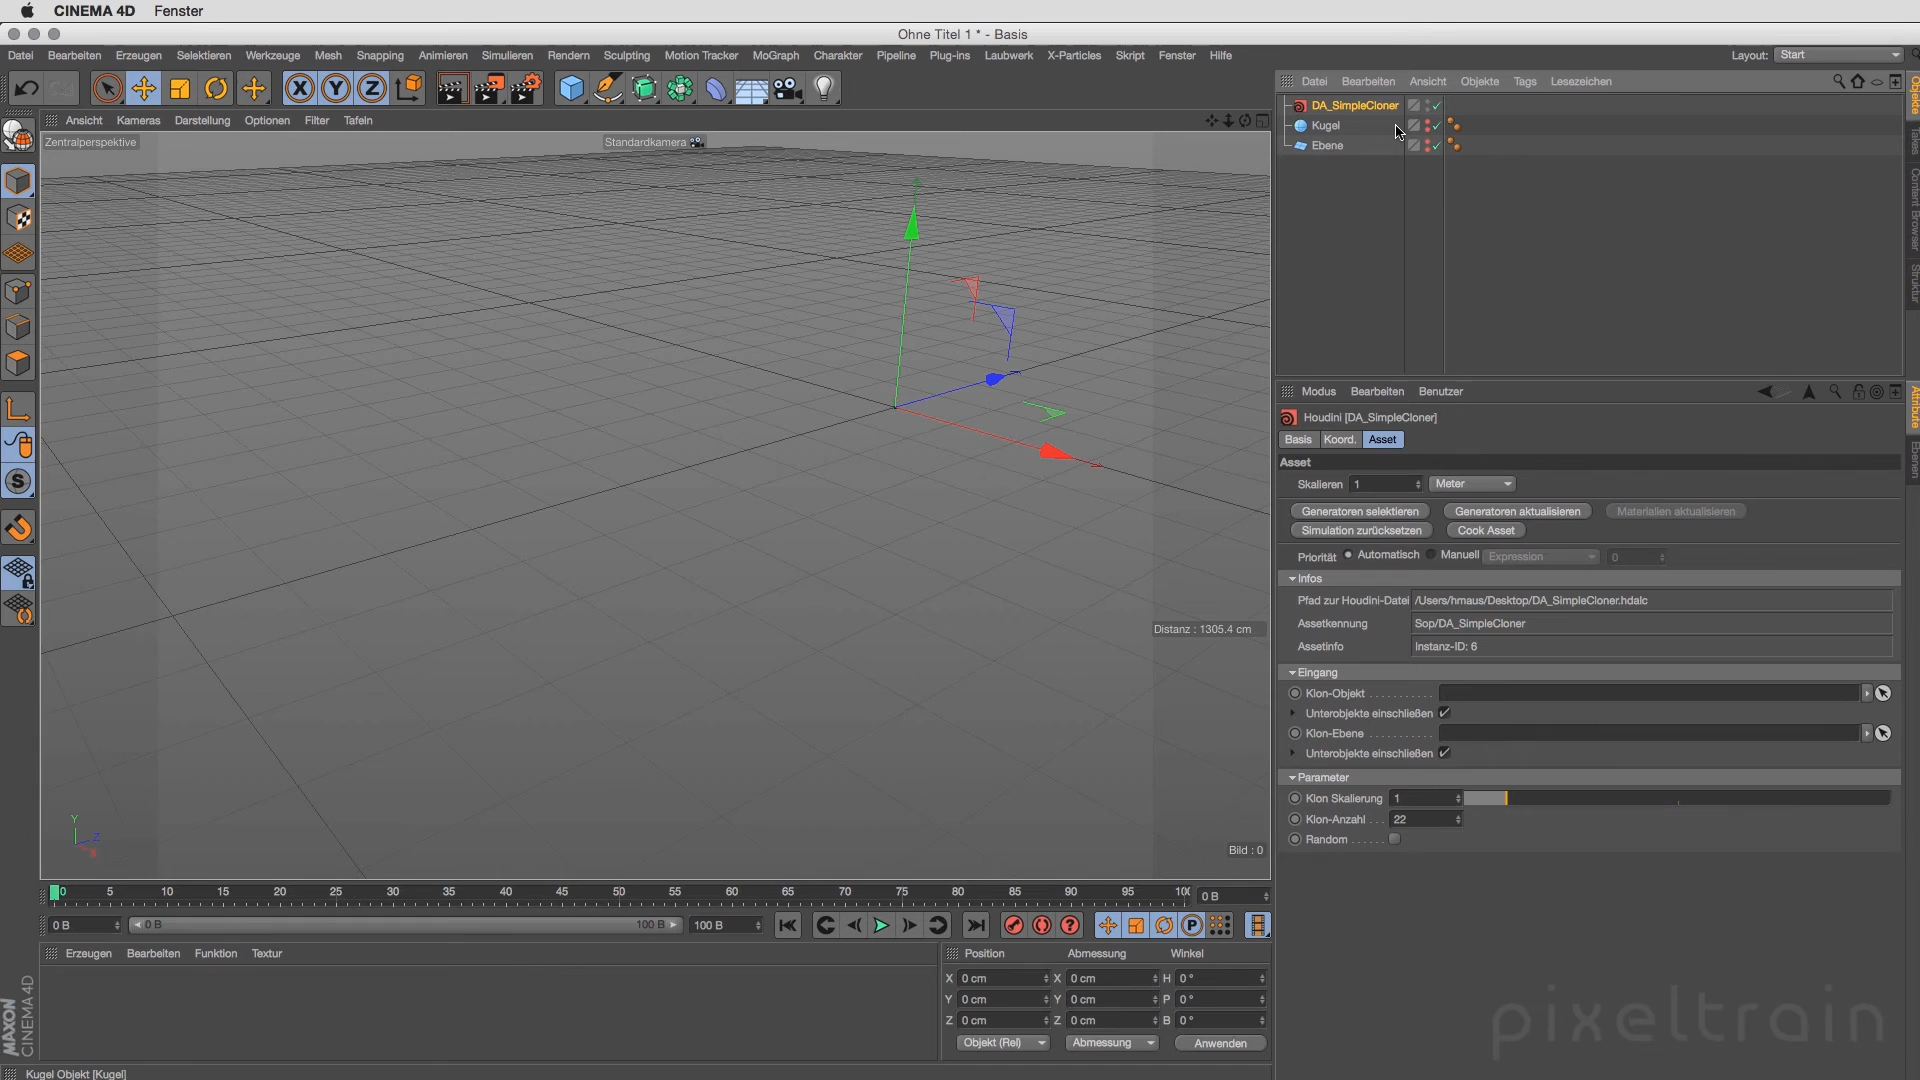 CINEMA 4D Fenster
Ohne Titel 1 * - Basis
Datei Bearbeiten Erzeugen Selektieren Werkzeuge Mesh Snapping Animieren Simulieren Rendern Sculpting Motion Tracker MoGraph Charakter Pipeline Plug-ins Laubwerk X-Particles Skript Fenster Hilfe Layout: Start
Ansicht Kameras Darstellung Optionen Filter Tafeln
Zentralperspektive
Standardkamera
Distanz : 1305.4 cm
Bild : 0
Y
Z
X
0 5 10 15 20 25 30 35 40 45 50 55 60 65 70 75 80 85 90 95 100 0 B
0 B 0 B 100 B 100 B
Erzeugen Bearbeiten Funktion Textur
Position Abmessung Winkel
X 0 cm X 0 cm H 0 °
Y 0 cm Y 0 cm P 0 °
Z 0 cm Z 0 cm B 0 °
Objekt (Rel) Abmessung Anwenden
MAXON
CINEMA 4D
Kugel Objekt [Kugel]
Datei Bearbeiten Ansicht Objekte Tags Lesezeichen
DA_SimpleCloner
Kugel
Ebene
Objekte
Takes
Content Browser
Struktur
Modus Bearbeiten Benutzer
Attribute
Ebenen
Houdini [DA_SimpleCloner]
Basis Koord. Asset
Asset
Skalieren 1 Meter
Generatoren selektieren Generatoren aktualisieren Materialien aktualisieren
Simulation zurücksetzen Cook Asset
Priorität Automatisch Manuell Expression 0
Infos
Pfad zur Houdini-Datei /Users/hmaus/Desktop/DA_SimpleCloner.hdalc
Assetkennung Sop/DA_SimpleCloner
Assetinfo Instanz-ID: 6
Eingang
Klon-Objekt
Unterobjekte einschließen
Klon-Ebene
Unterobjekte einschließen
Parameter
Klon Skalierung 1
Klon-Anzahl 22
Random
pixeltrain